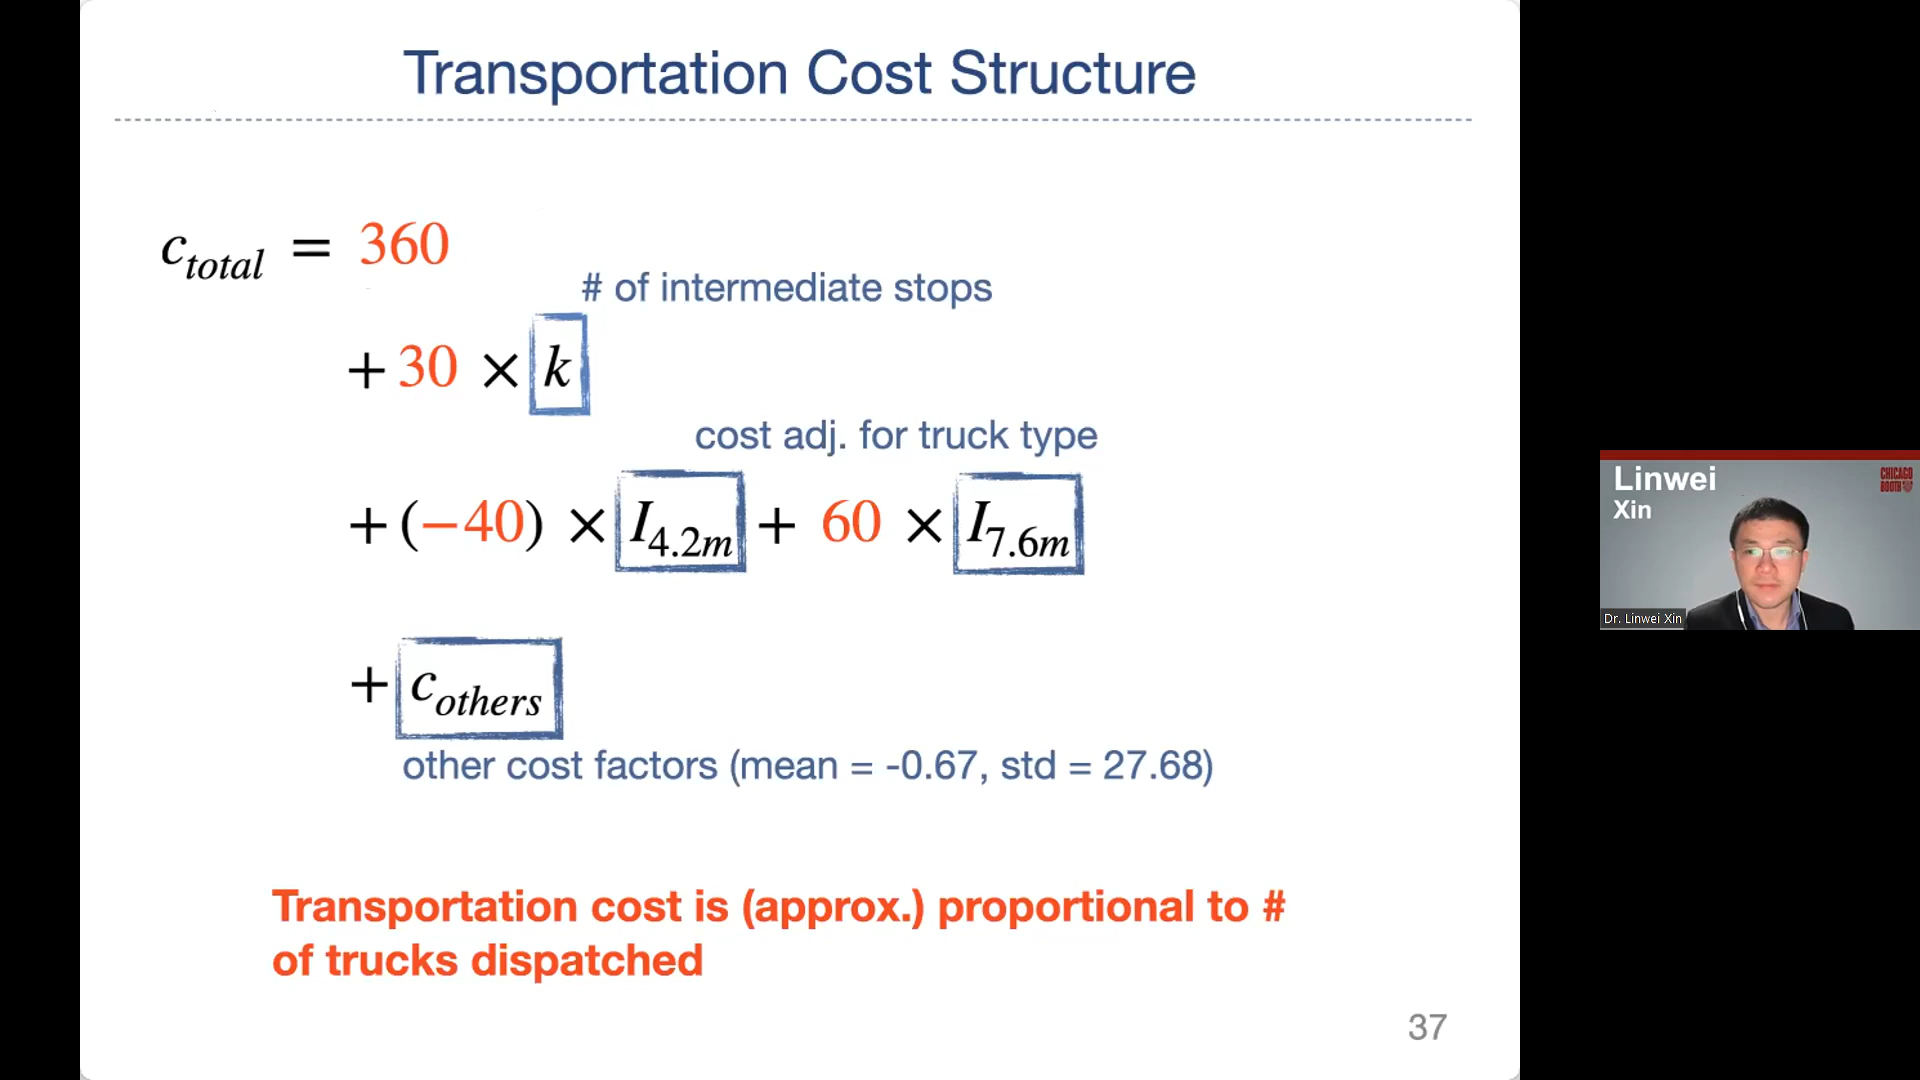 Transportation Cost Structure
c_total = 360
# of intermediate stops
+ 30 × k
cost adj. for truck type
+ (−40) × I_4.2m + 60 × I_7.6m
+ c_others
other cost factors (mean = -0.67, std = 27.68)
Transportation cost is (approx.) proportional to #
of trucks dispatched
37
Linwei
Xin
CHICAGO
BOOTH
Dr. Linwei Xin